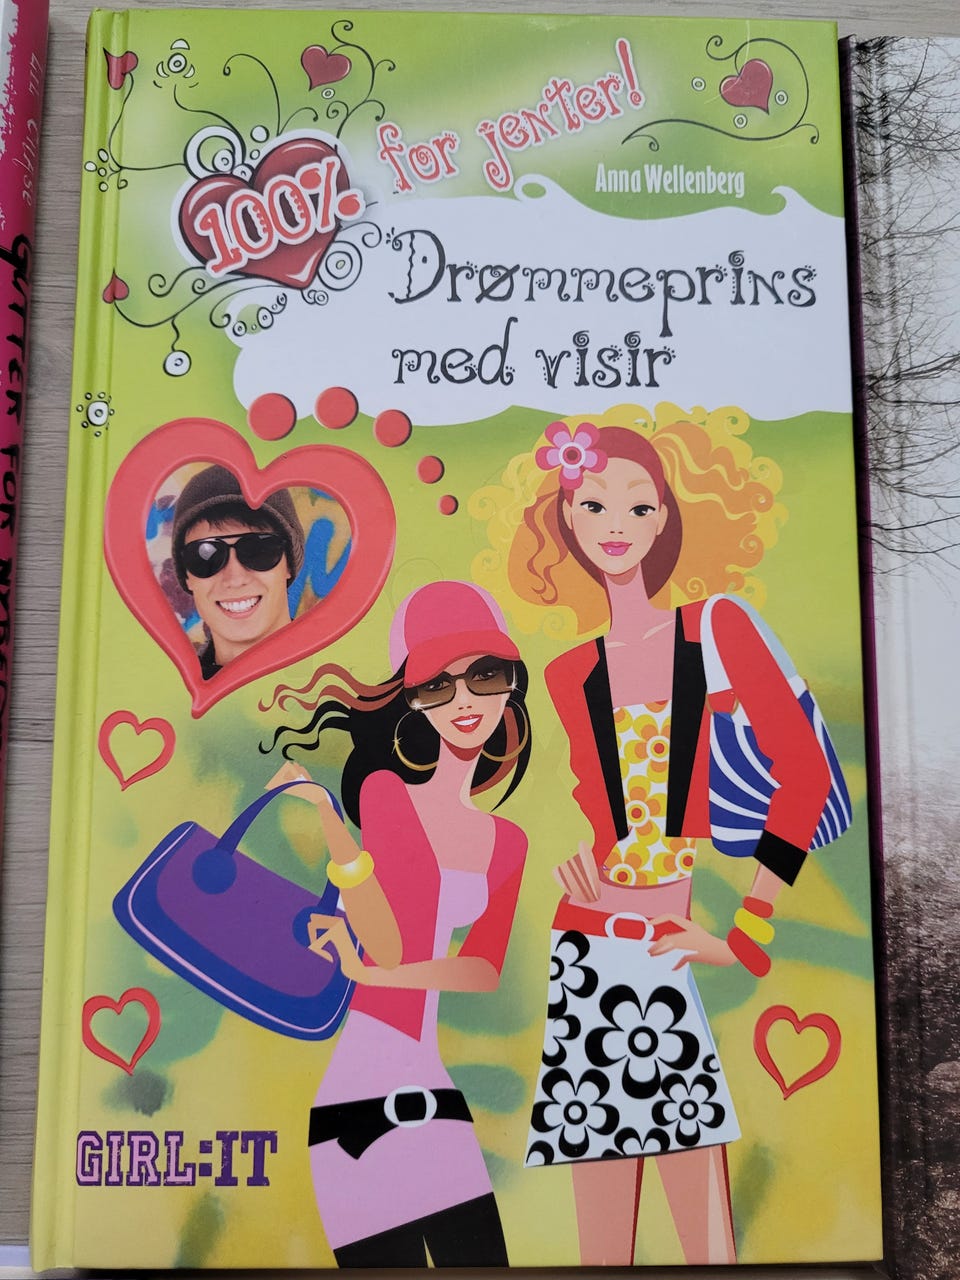 100% for jenter!
Anna Wellenberg
Drømmeprins
med visir
GIRL:IT